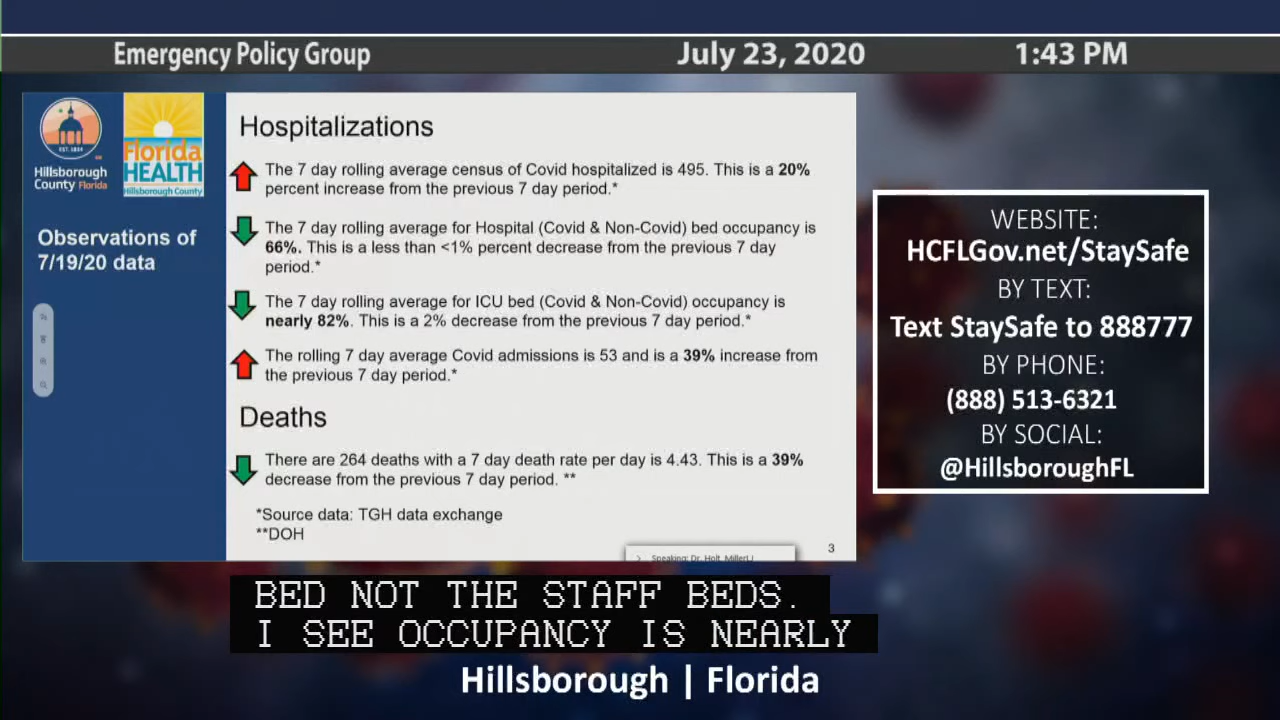 Emergency Policy Group
July 23, 2020
1:43 PM
EST. 1834
Hillsborough
County Florida
Florida
HEALTH
Hillsborough County
Observations of
7/19/20 data
Hospitalizations
The 7 day rolling average census of Covid hospitalized is 495. This is a 20%
percent increase from the previous 7 day period.*
The 7 day rolling average for Hospital (Covid & Non-Covid) bed occupancy is
66%. This is a less than <1% percent decrease from the previous 7 day
period.*
The 7 day rolling average for ICU bed (Covid & Non-Covid) occupancy is
nearly 82%. This is a 2% decrease from the previous 7 day period.*
The rolling 7 day average Covid admissions is 53 and is a 39% increase from
the previous 7 day period.*
Deaths
There are 264 deaths with a 7 day death rate per day is 4.43. This is a 39%
decrease from the previous 7 day period. **
*Source data: TGH data exchange
**DOH
3
Speaking: Dr. Holt, MillerLJ
WEBSITE:
HCFLGov.net/StaySafe
BY TEXT:
Text StaySafe to 888777
BY PHONE:
(888) 513-6321
BY SOCIAL:
@HillsboroughFL
BED NOT THE STAFF BEDS.
I SEE OCCUPANCY IS NEARLY
Hillsborough | Florida